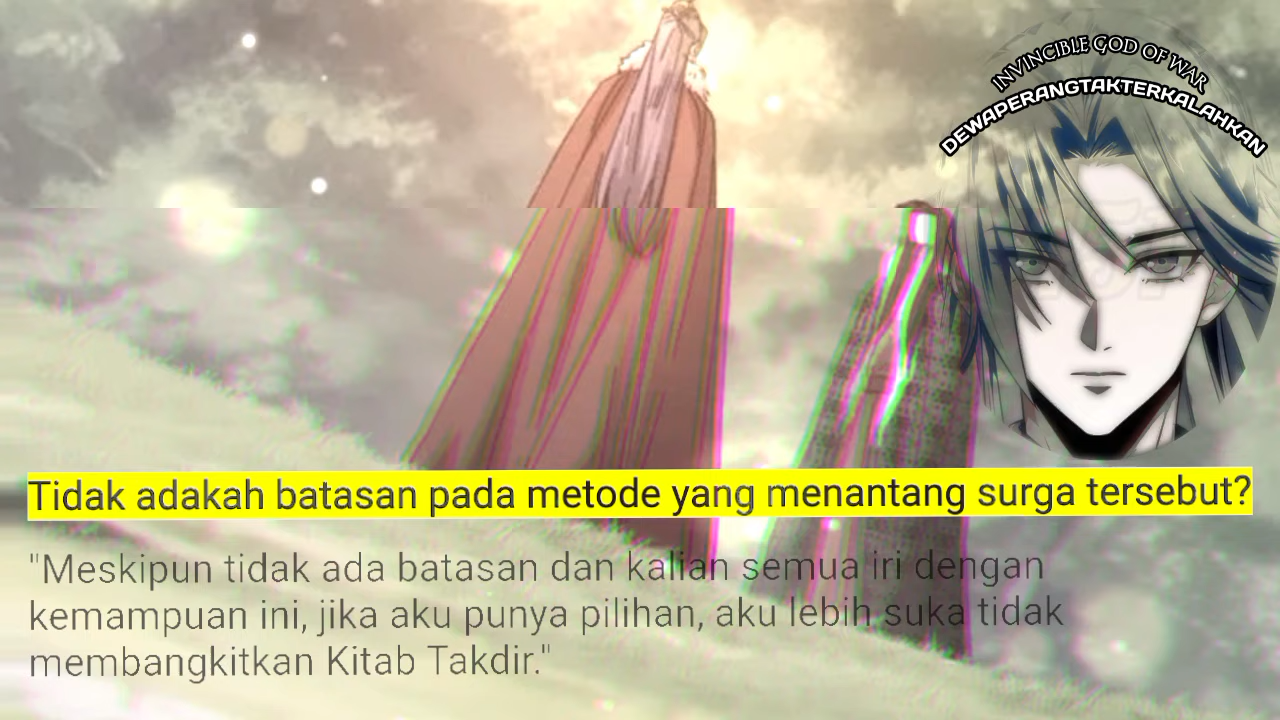 INVINCIBLE GOD OF WAR
DEWAPERANGTAKTERKALAHKAN
Tidak adakah batasan pada metode yang menantang surga tersebut?
"Meskipun tidak ada batasan dan kalian semua iri dengan
kemampuan ini, jika aku punya pilihan, aku lebih suka tidak
membangkitkan Kitab Takdir."